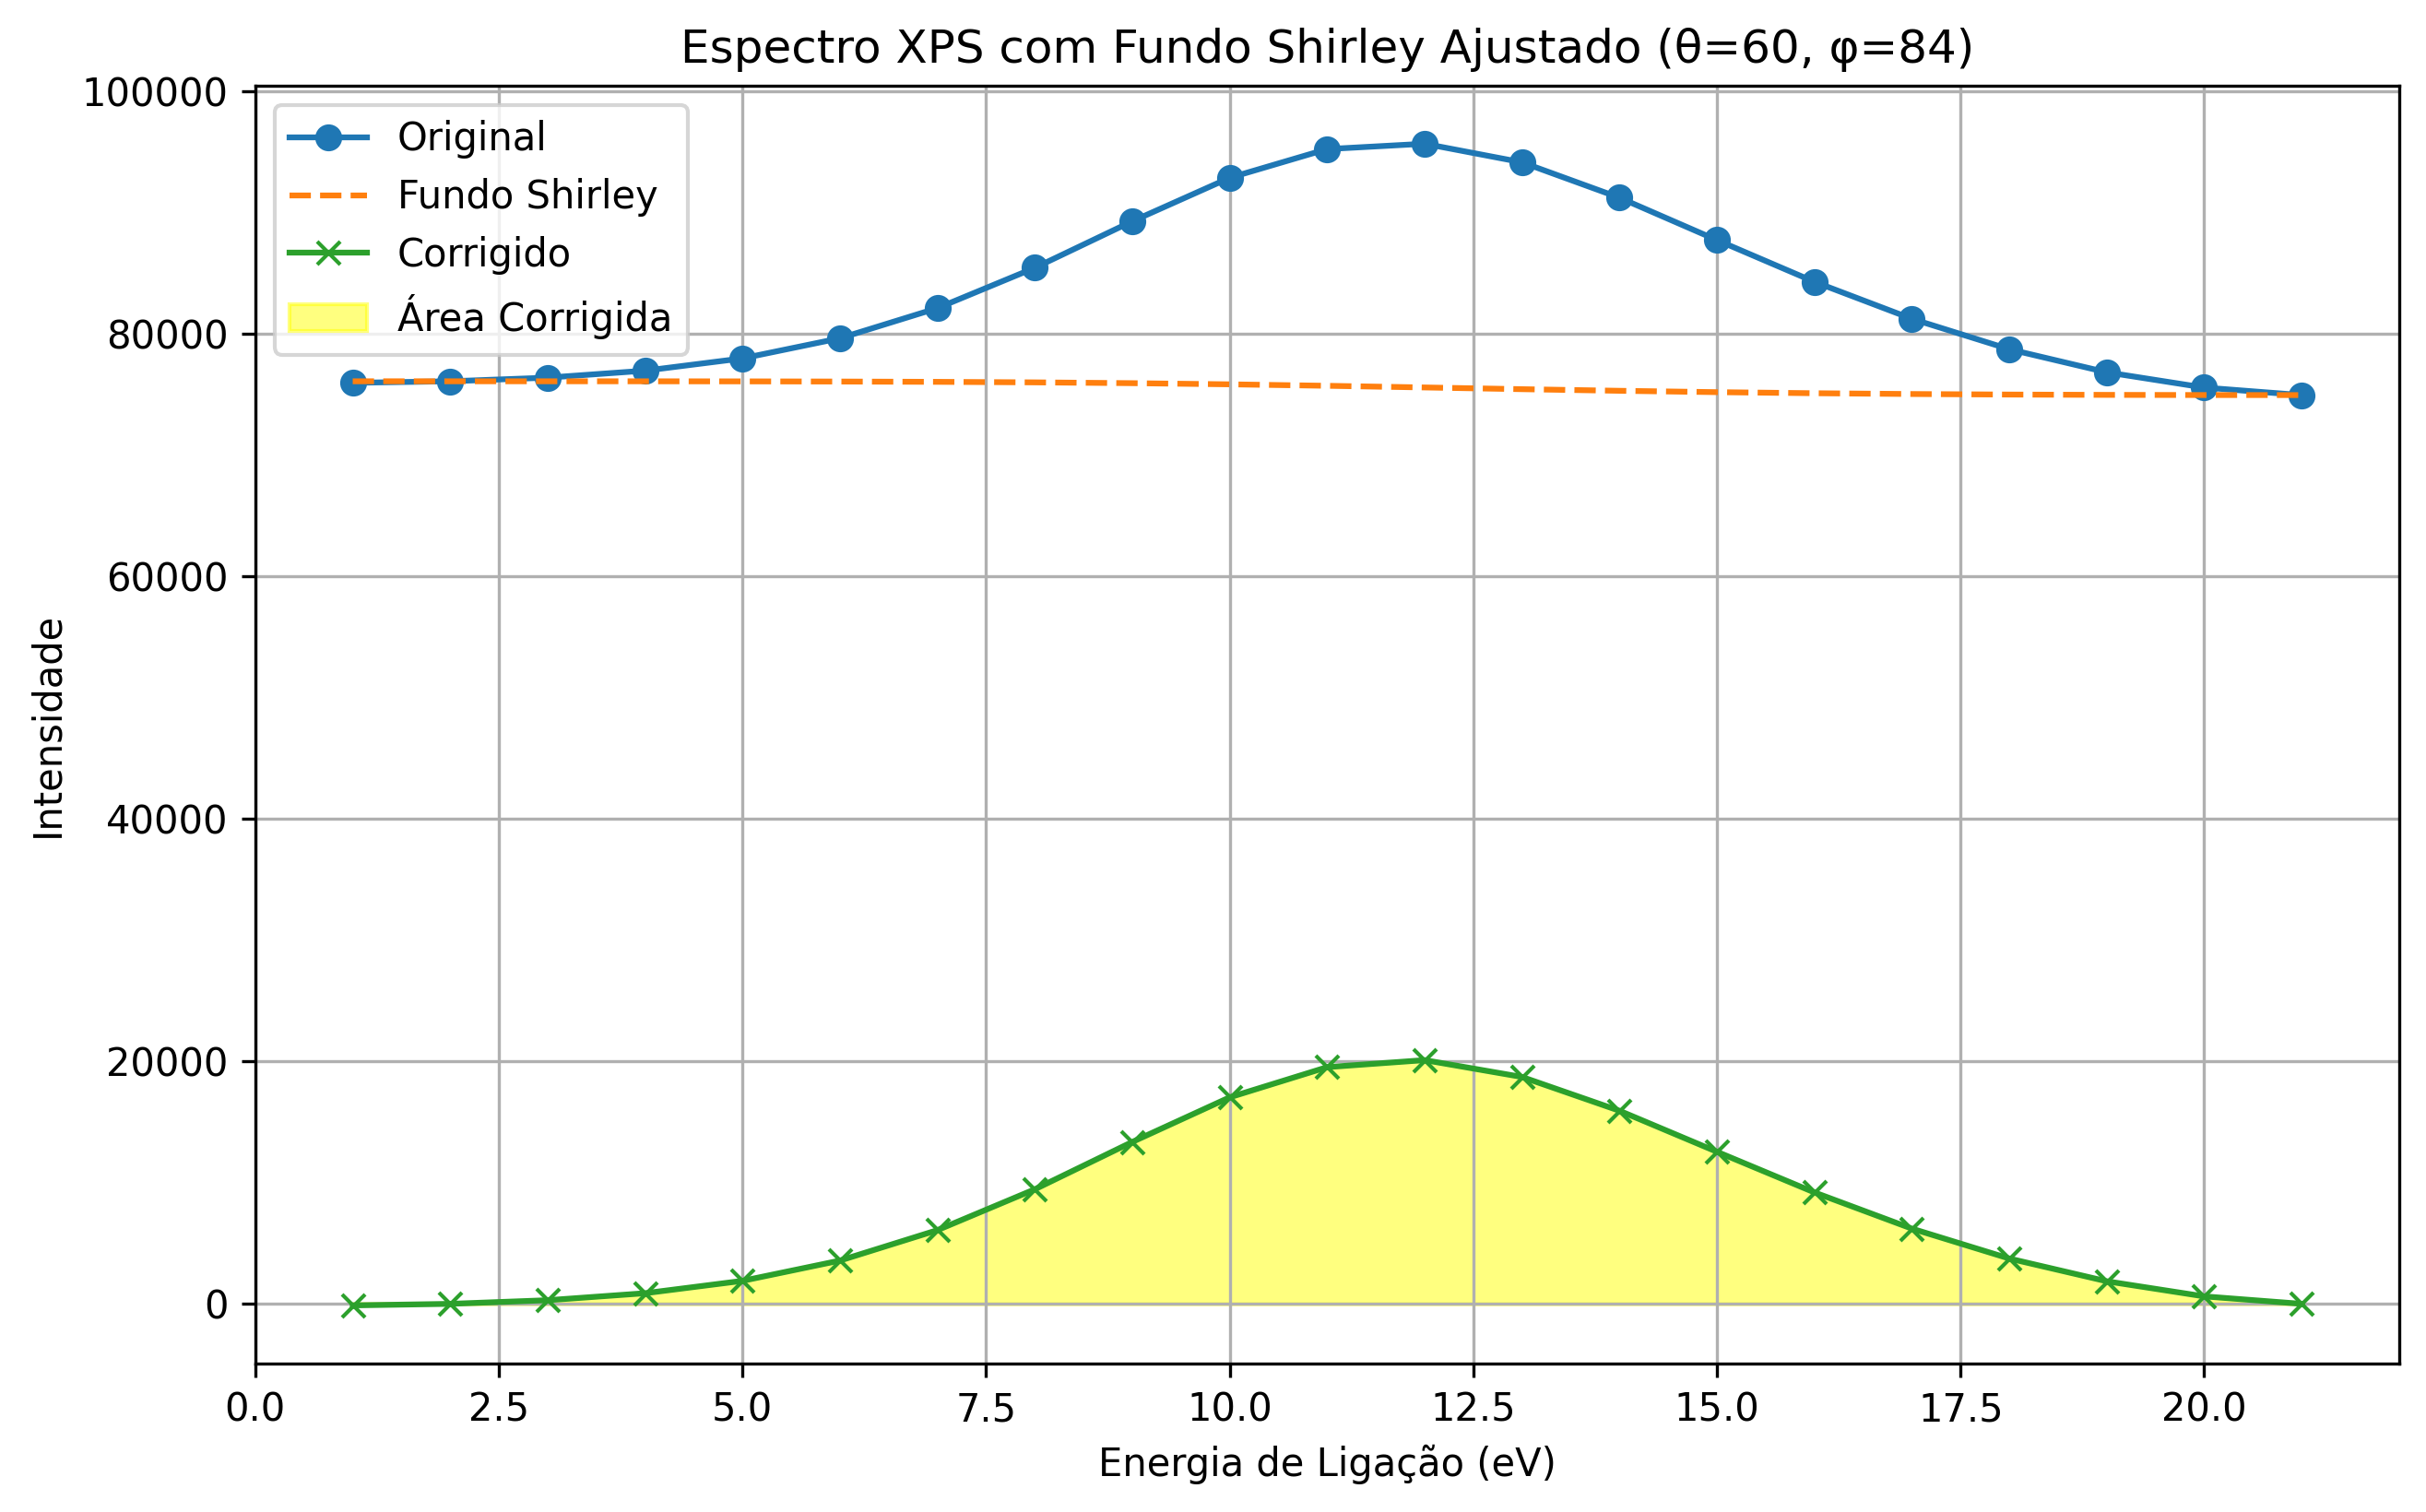 Espectro XPS com Fundo Shirley Ajustado (θ=60, φ=84)
Original
Fundo Shirley
Corrigido
Área Corrigida
Intensidade
100000
80000
60000
40000
20000
0
0.0
2.5
5.0
7.5
10.0
12.5
15.0
17.5
20.0
Energia de Ligação (eV)